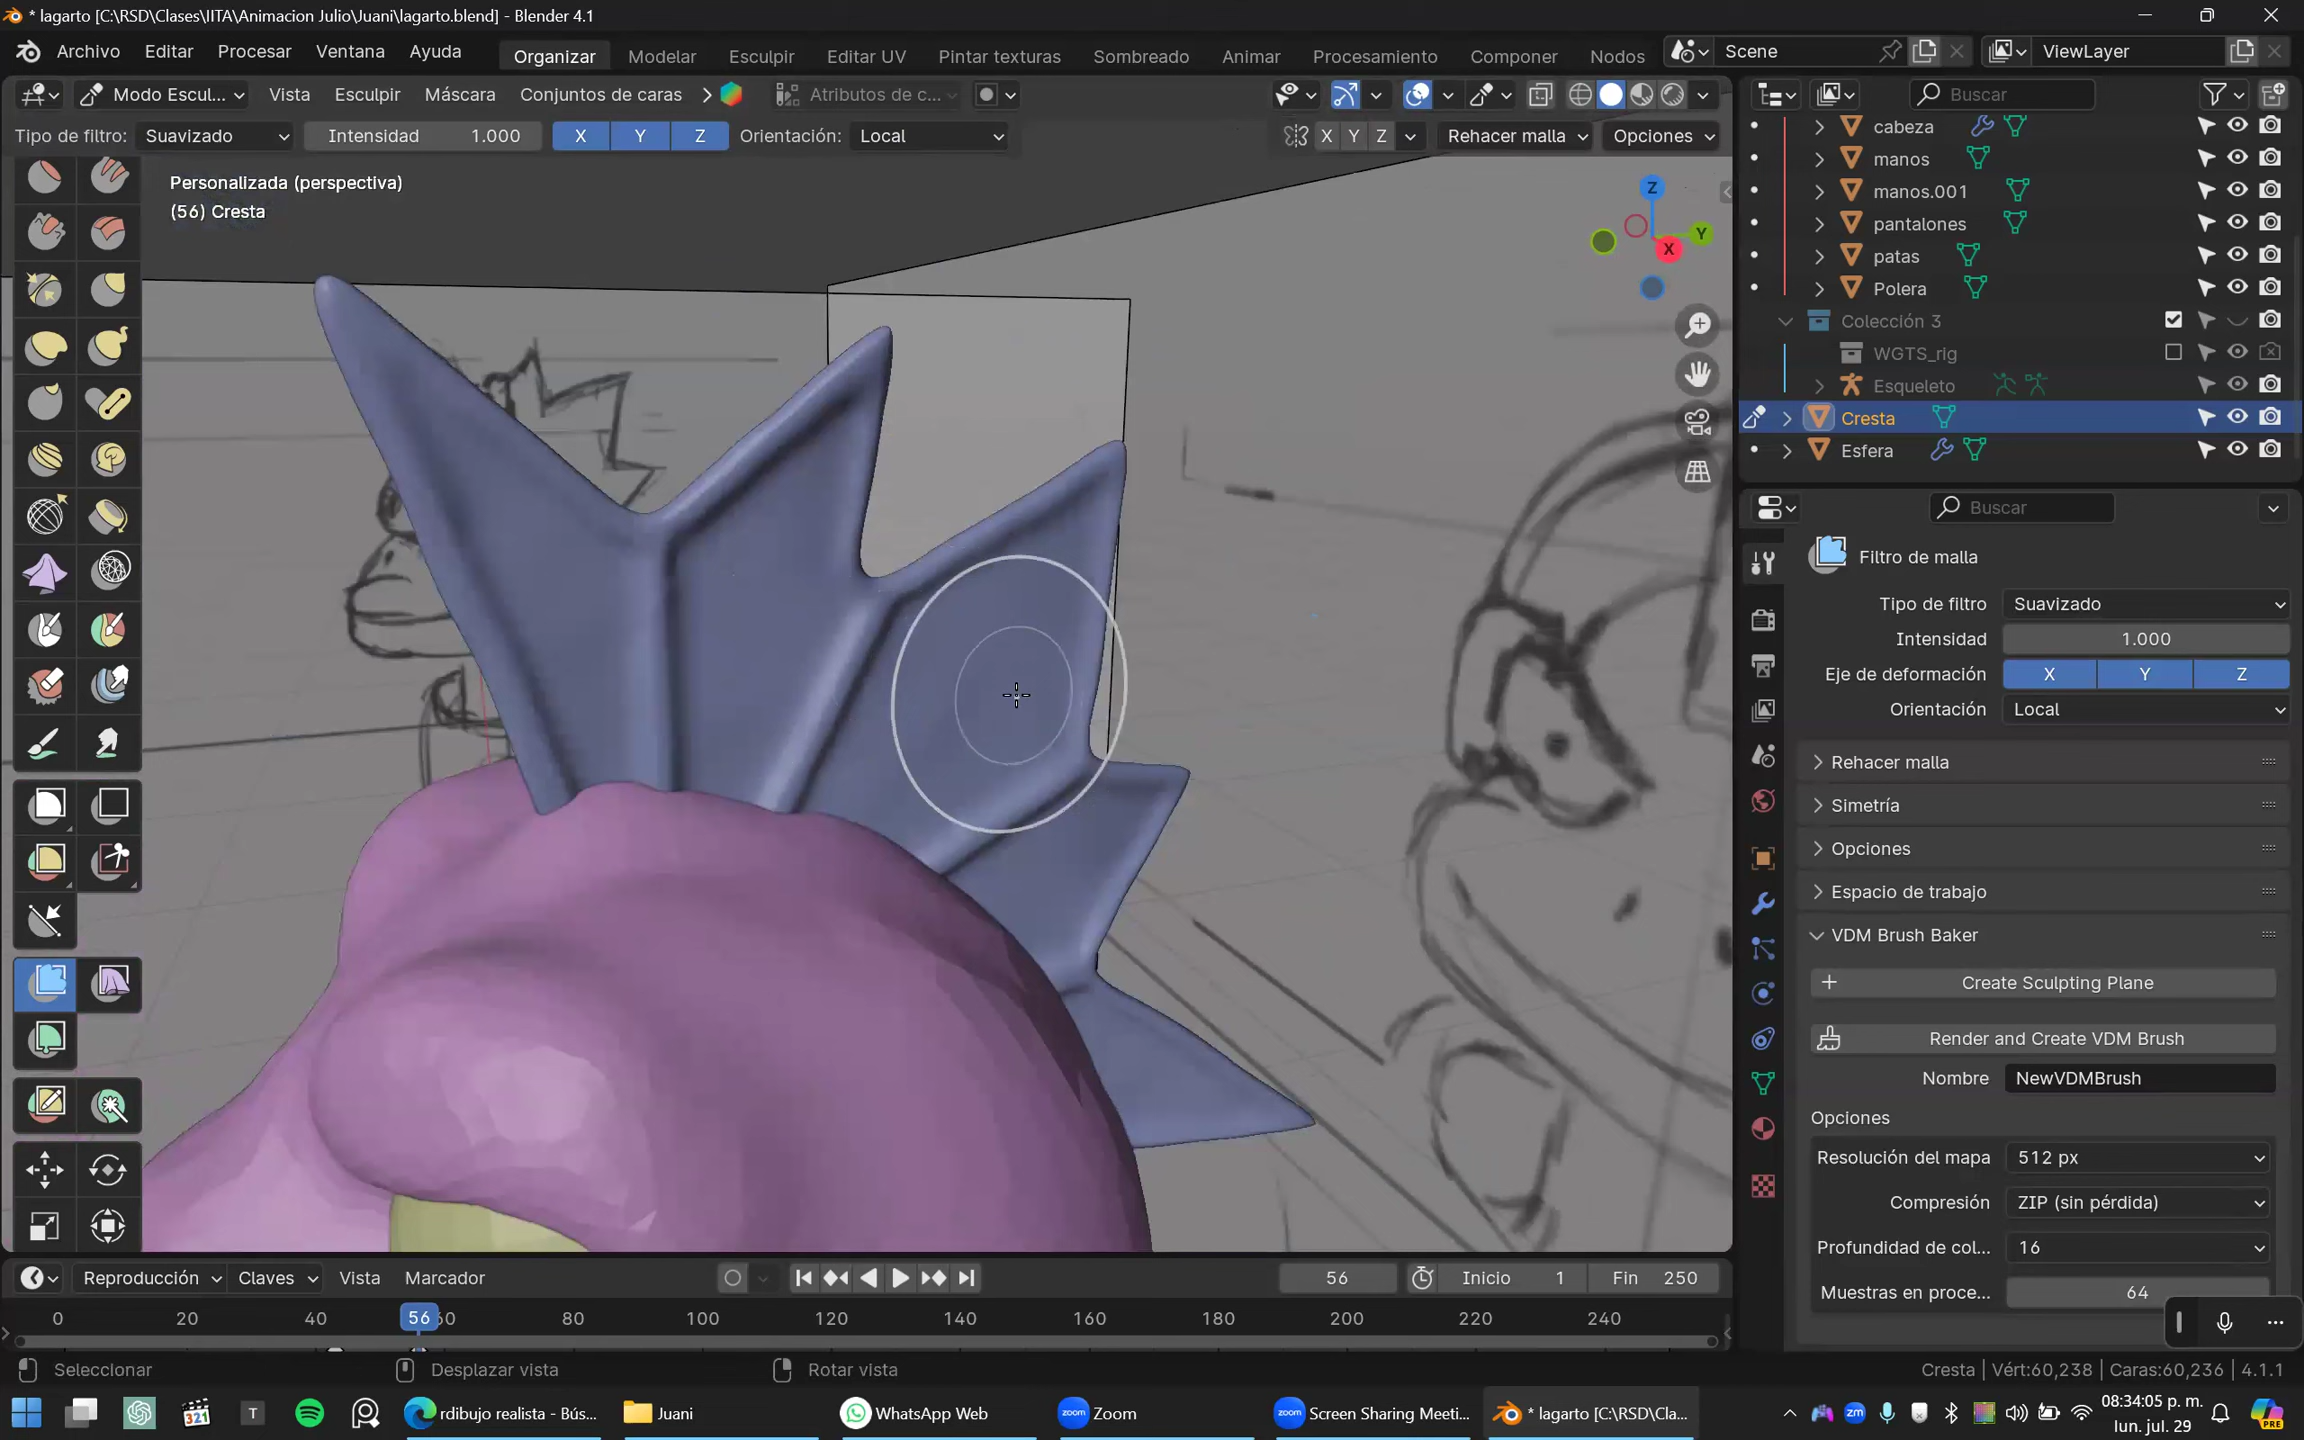 * lagarto [C:\RSD\Clases\IITA\Animacion Julio\Juani\lagarto.blend] - Blender 4.1
Archivo Editar Procesar Ventana Ayuda Organizar Modelar Esculpir Editar UV Pintar texturas Sombreado Animar Procesamiento Componer Nodos Scene ViewLayer
Modo Escul... Vista Esculpir Máscara Conjuntos de caras Atributos de c... Buscar
Tipo de filtro: Suavizado Intensidad 1.000 X Y Z Orientación: Local X Y Z Rehacer malla Opciones
Personalizada (perspectiva)
(56) Cresta
Z
Y
X
cabeza
manos
manos.001
pantalones
patas
Polera
Colección 3
WGTS_rig
Esqueleto
Cresta
Esfera
Buscar
Filtro de malla
Tipo de filtro Suavizado
Intensidad 1.000
Eje de deformación X Y Z
Orientación Local
Rehacer malla
Simetría
Opciones
Espacio de trabajo
VDM Brush Baker
Create Sculpting Plane
Render and Create VDM Brush
Nombre NewVDMBrush
Opciones
Resolución del mapa 512 px
Compresión ZIP (sin pérdida)
Profundidad de col... 16
Muestras en proce... 64
Reproducción Claves Vista Marcador 56 Inicio 1 Fin 250
0 20 40 56 60 80 100 120 140 160 180 200 220 240
Seleccionar Desplazar vista Rotar vista Cresta | Vért:60,238 | Caras:60,236 | 4.1.1
321 T rdibujo realista - Bús... Juani WhatsApp Web zoom Zoom zoom Screen Sharing Meeti... * lagarto [C:\RSD\Cla... zm 08:34:05 p. m.
lun. jul. 29
PRE